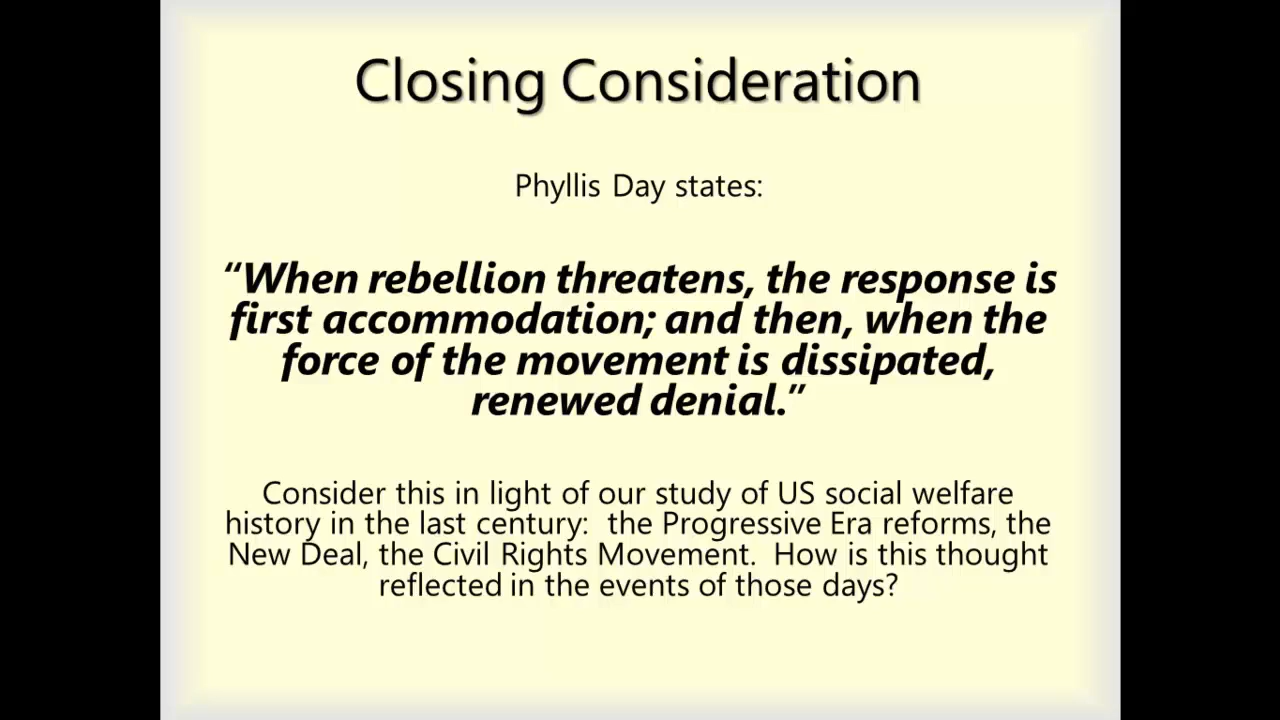 Closing Consideration
Phyllis Day states:
“When rebellion threatens, the response is
first accommodation; and then, when the
force of the movement is dissipated,
renewed denial.”
Consider this in light of our study of US social welfare
history in the last century:  the Progressive Era reforms, the
New Deal, the Civil Rights Movement.  How is this thought
reflected in the events of those days?